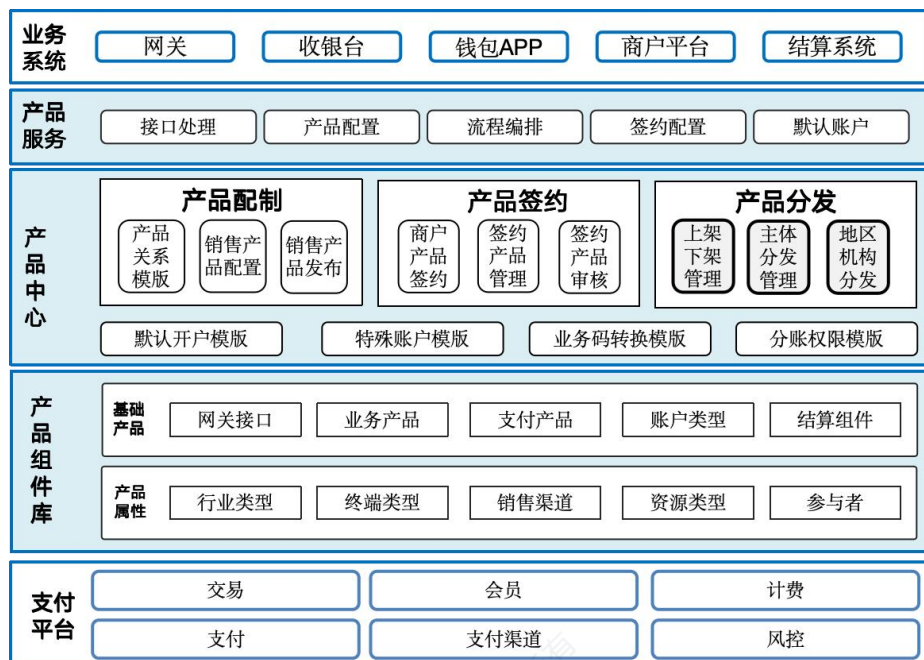 业务
系统
网关
收银台
钱包APP
商户平台
结算系统
产品
服务
接口处理
产品配置
流程编排
签约配置
默认账户
产
品
中
心
产品配制
产品
关系
模版
销售产
品配置
销售产
品发布
产品签约
商户
产品
签约
签约
产品
管理
签约
产品
审核
产品分发
上架
下架
管理
主体
分发
管理
地区
机构
分发
默认开户模版
特殊账户模版
业务码转换模版
分账权限模版
产
品
组
件
库
基础
产品
网关接口
业务产品
支付产品
账户类型
结算组件
产品
属性
行业类型
终端类型
销售渠道
资源类型
参与者
支付
平台
交易
会员
计费
支付
支付渠道
风控